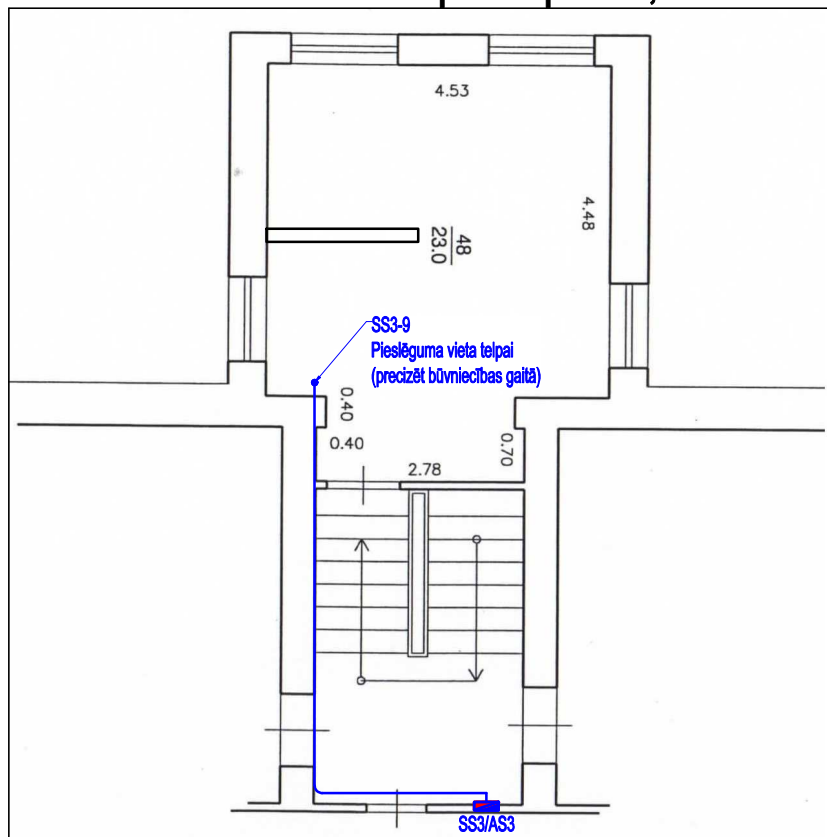 4.53
4.48
48
23.0
SS3-9
Pieslēguma vieta telpai
(precizēt būvniecības gaitā)
0.40
0.40
0.70
2.78
SS3/AS3